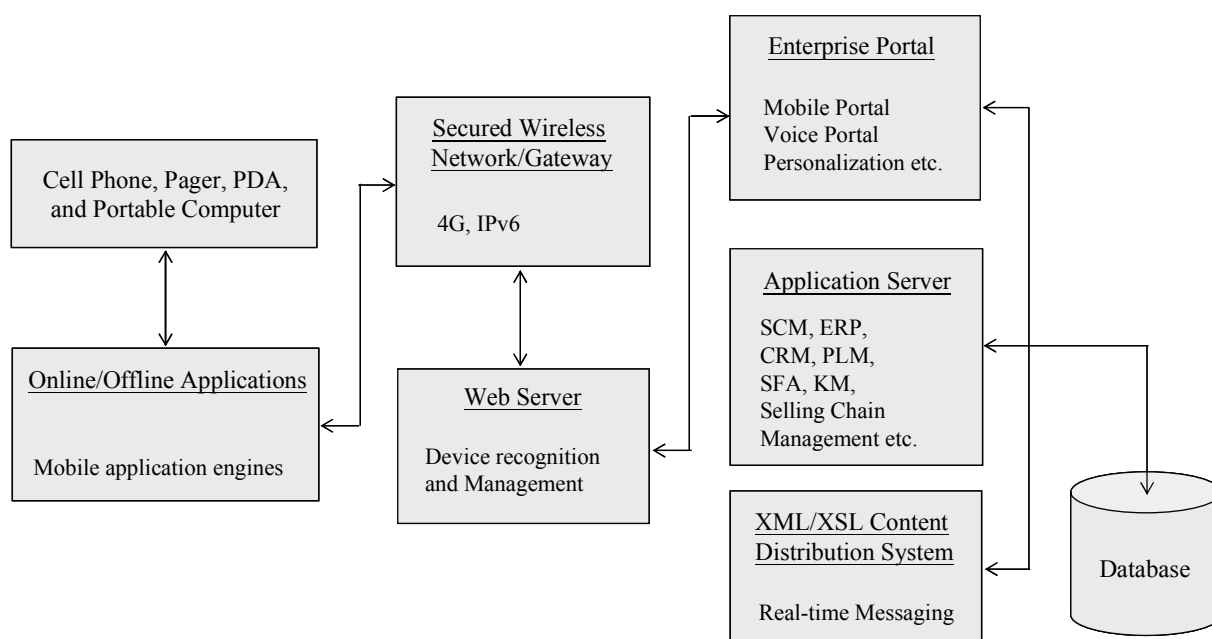 Cell Phone, Pager, PDA,
and Portable Computer
Online/Offline Applications
Mobile application engines
Secured Wireless
Network/Gateway
4G, IPv6
Web Server
Device recognition
and Management
Enterprise Portal
Mobile Portal
Voice Portal
Personalization etc.
Application Server
SCM, ERP,
CRM, PLM,
SFA, KM,
Selling Chain
Management etc.
XML/XSL Content
Distribution System
Real-time Messaging
Database